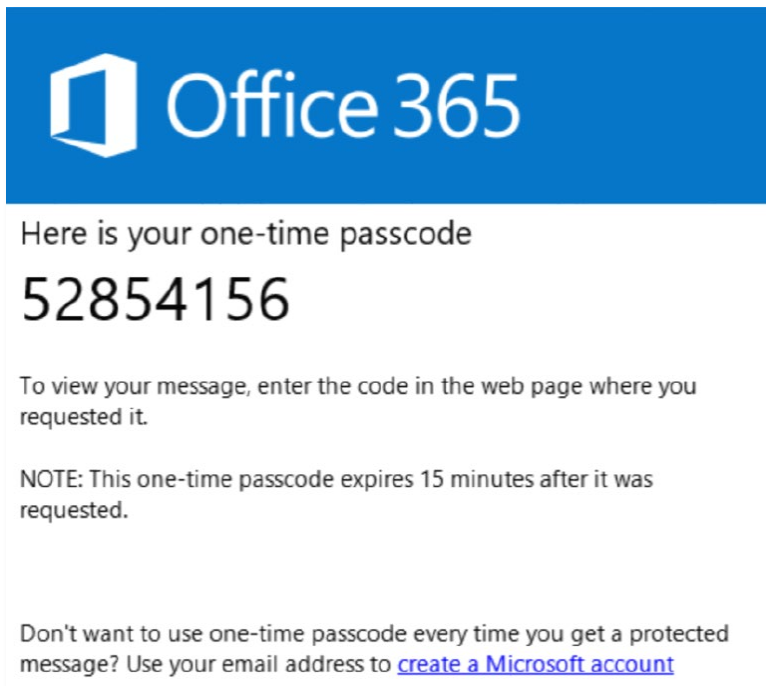 Office 365
Here is your one-time passcode
52854156
To view your message, enter the code in the web page where you
requested it.
NOTE: This one-time passcode expires 15 minutes after it was
requested.
Don't want to use one-time passcode every time you get a protected
message? Use your email address to create a Microsoft account